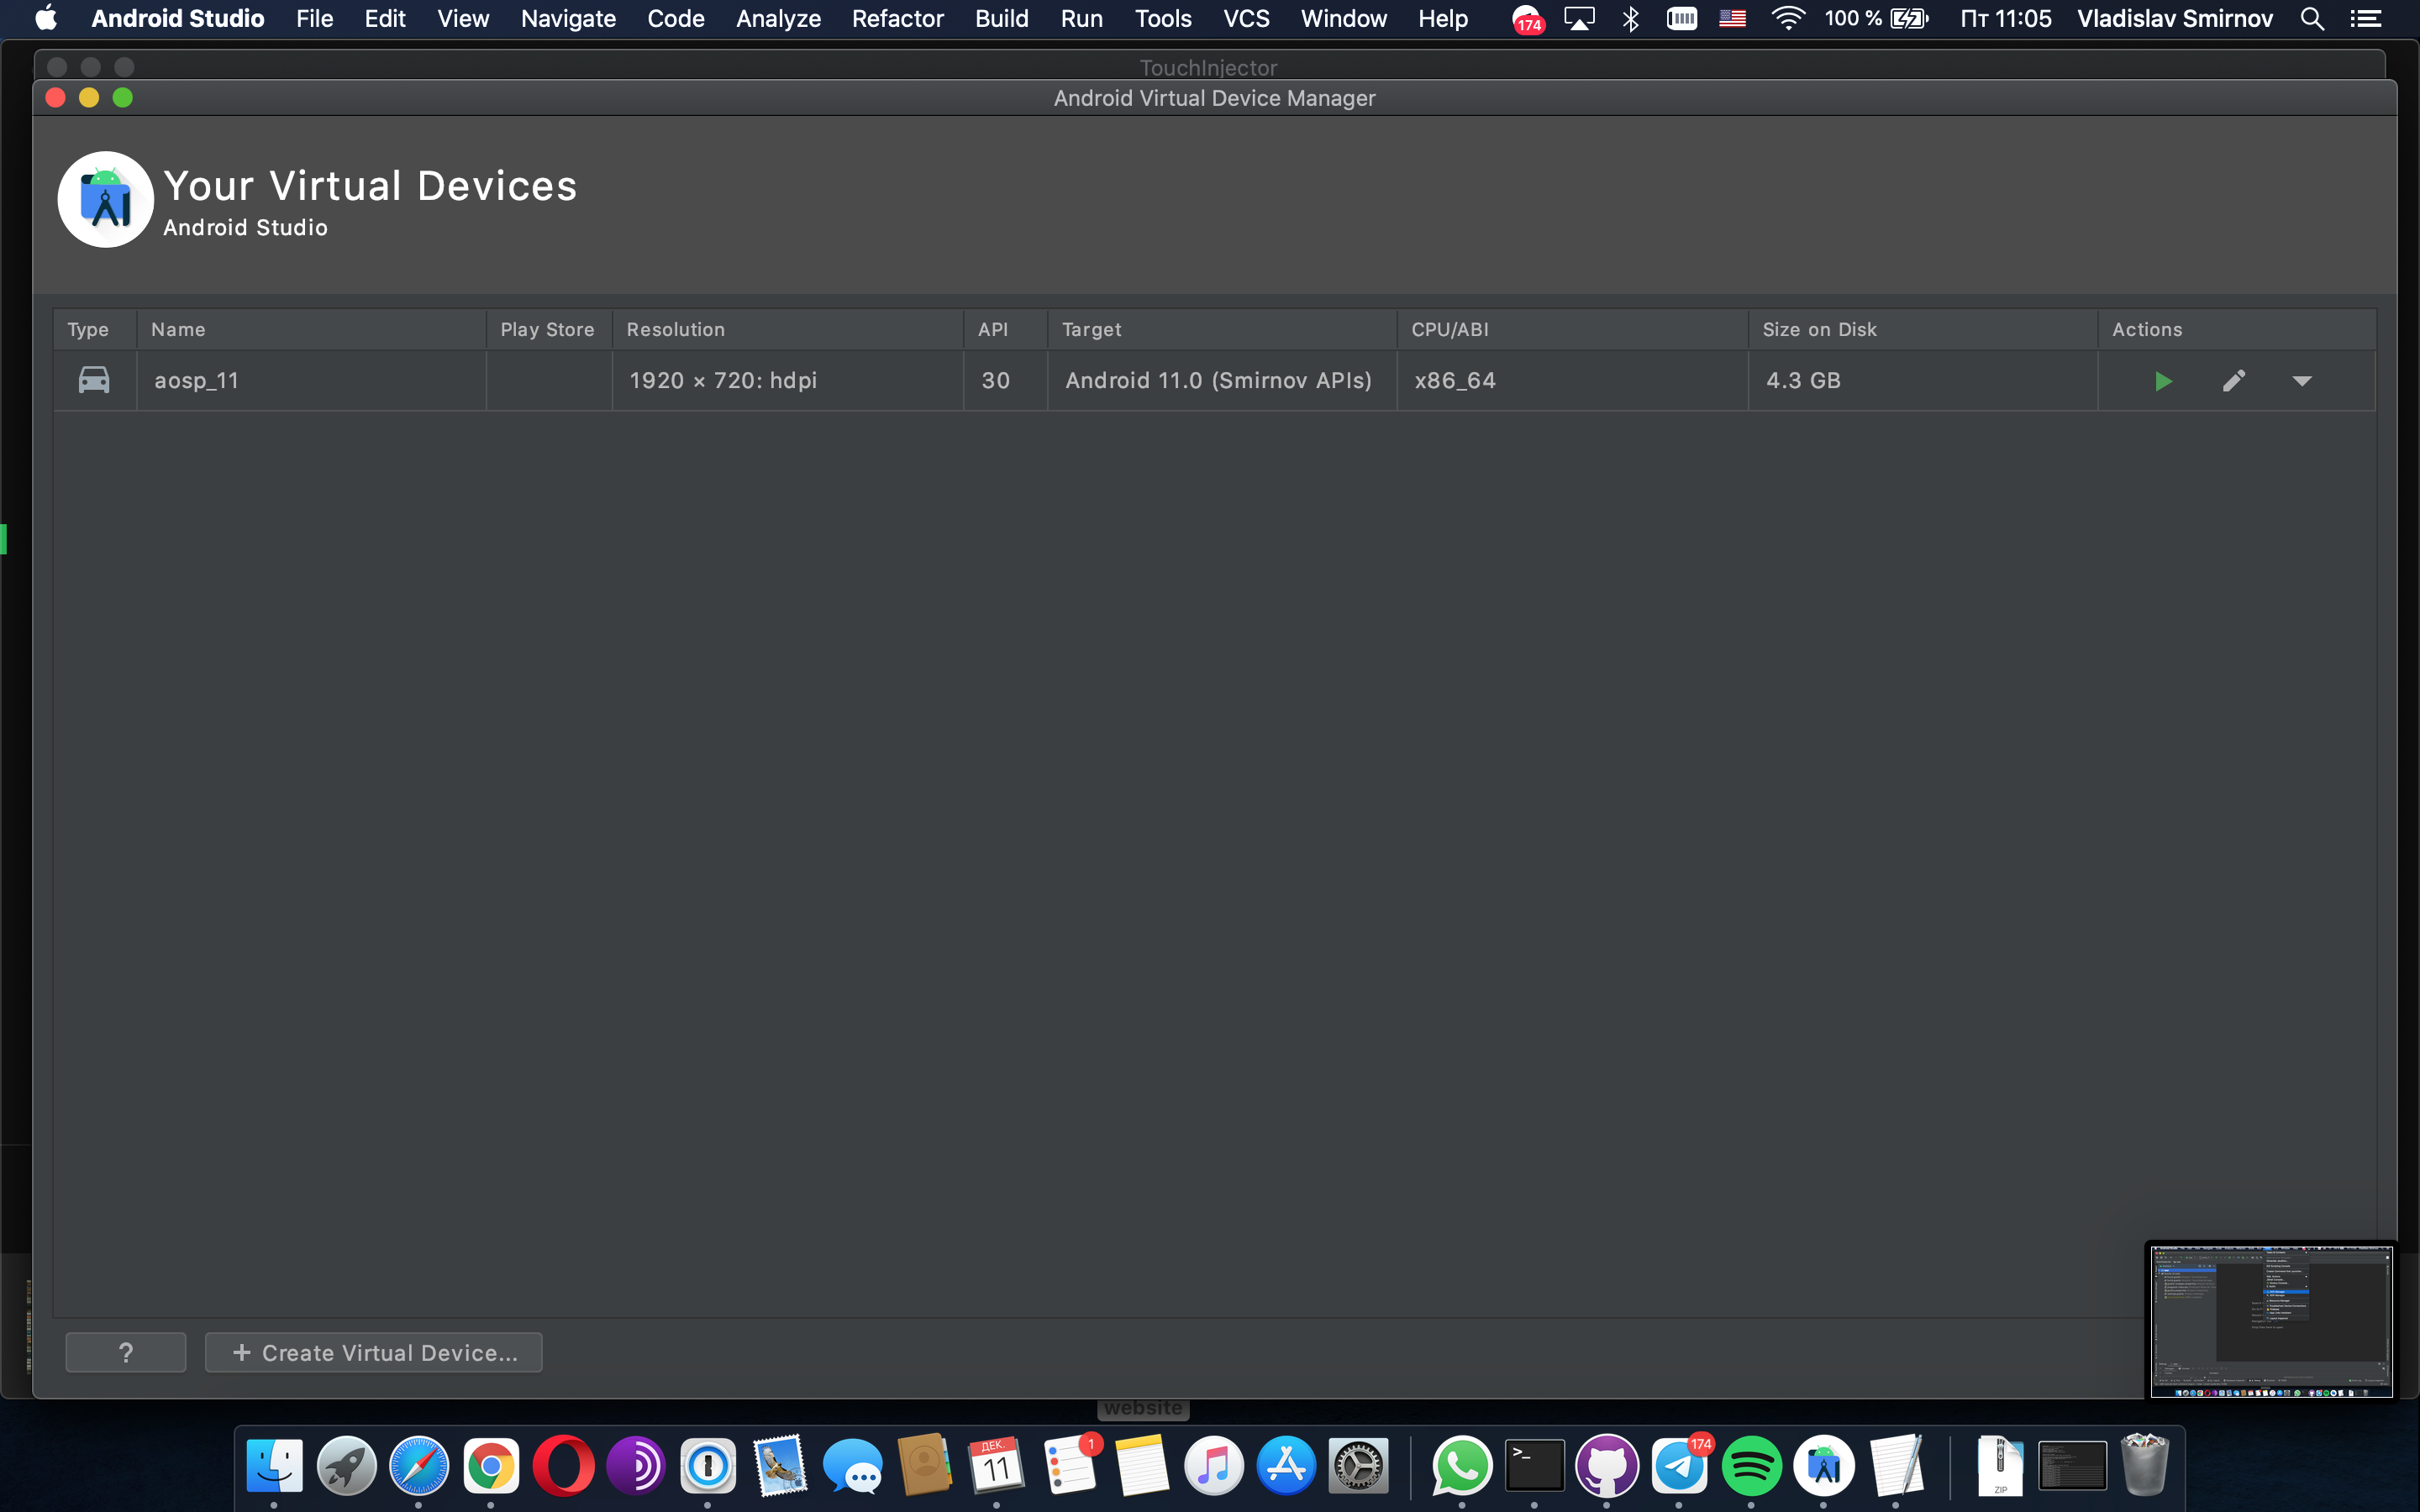 Android Studio File Edit View Navigate Code Analyze Refactor Build Run Tools VCS Window Help 174 100 % Пт 11:05 Vladislav Smirnov
TouchInjector
Android Virtual Device Manager
Your Virtual Devices
Android Studio
Type Name Play Store Resolution API Target CPU/ABI Size on Disk Actions
aosp_11 1920 × 720: hdpi 30 Android 11.0 (Smirnov APIs) x86_64 4.3 GB
? + Create Virtual Device...
website
ДЕК. 1 174
11
ZIP